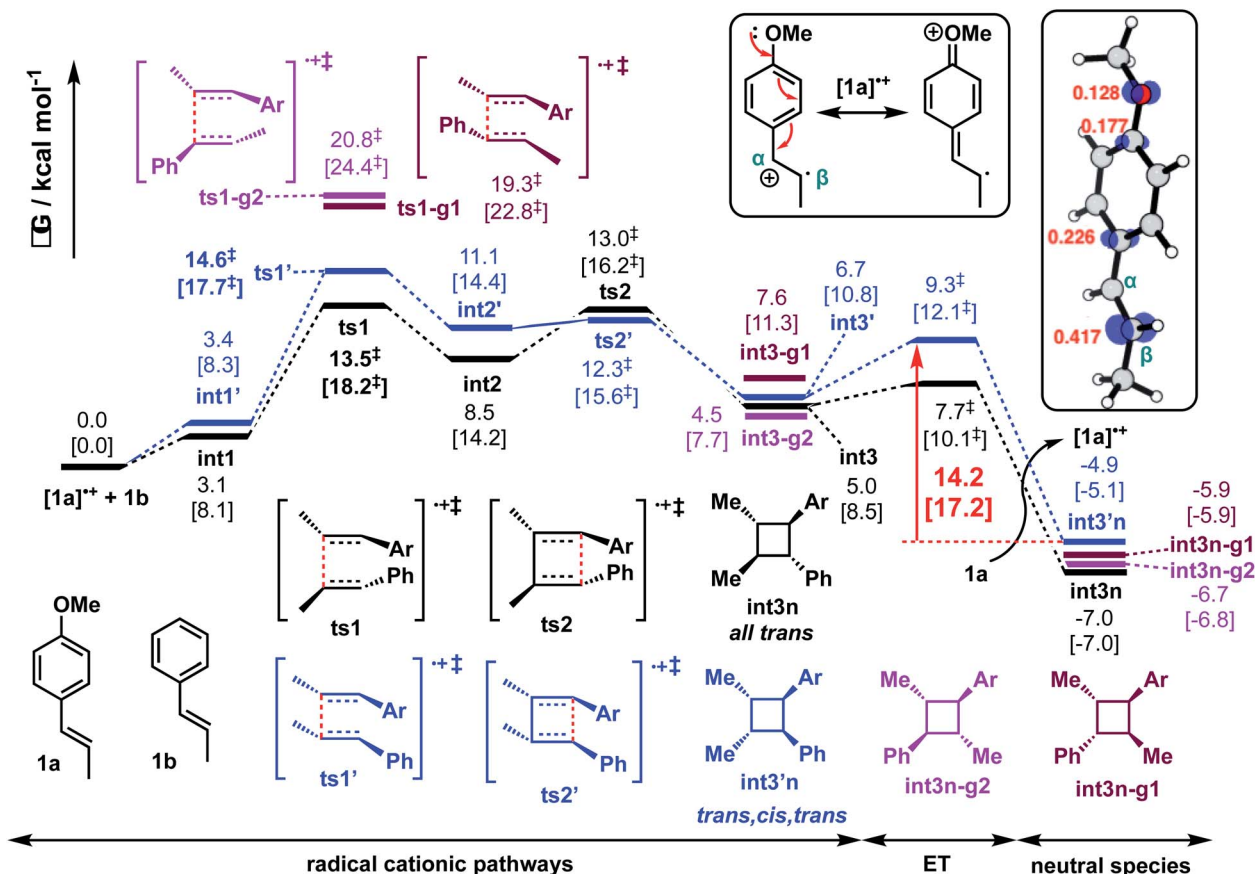 □G / kcal mol⁻¹
•+‡
Ar
Ph
20.8‡
[24.4‡]
ts1-g2
•+‡
Ph
Ar
19.3‡
[22.8‡]
ts1-g1
:OMe
α
⊕
· β
[1a]•+
⊕OMe
·
0.128
0.177
0.226
α
0.417
β
[1a]•+
14.6‡
[17.7‡]
ts1'
ts1
13.5‡
[18.2‡]
11.1
[14.4]
int2'
int2
8.5
[14.2]
13.0‡
[16.2‡]
ts2
ts2'
12.3‡
[15.6‡]
3.4
[8.3]
int1'
int1
3.1
[8.1]
0.0
[0.0]
[1a]•+ + 1b
7.6
[11.3]
int3-g1
6.7
[10.8]
int3'
4.5
[7.7]
int3-g2
int3
5.0
[8.5]
9.3‡
[12.1‡]
7.7‡
[10.1‡]
14.2
[17.2]
1a
-4.9
[-5.1]
int3'n
-5.9
[-5.9]
int3n-g1
int3n-g2
-6.7
[-6.8]
int3n
-7.0
[-7.0]
OMe
1a
1b
•+‡
Ar
Ph
ts1
•+‡
Ar
Ph
ts2
Me
Ar
Me
Ph
int3n
all trans
•+‡
Ar
Ph
ts1'
•+‡
Ar
Ph
ts2'
Me
Ar
Me
Ph
int3'n
trans,cis,trans
Me
Ar
Ph
Me
int3n-g2
Me
Ar
Ph
Me
int3n-g1
radical cationic pathways
ET
neutral species